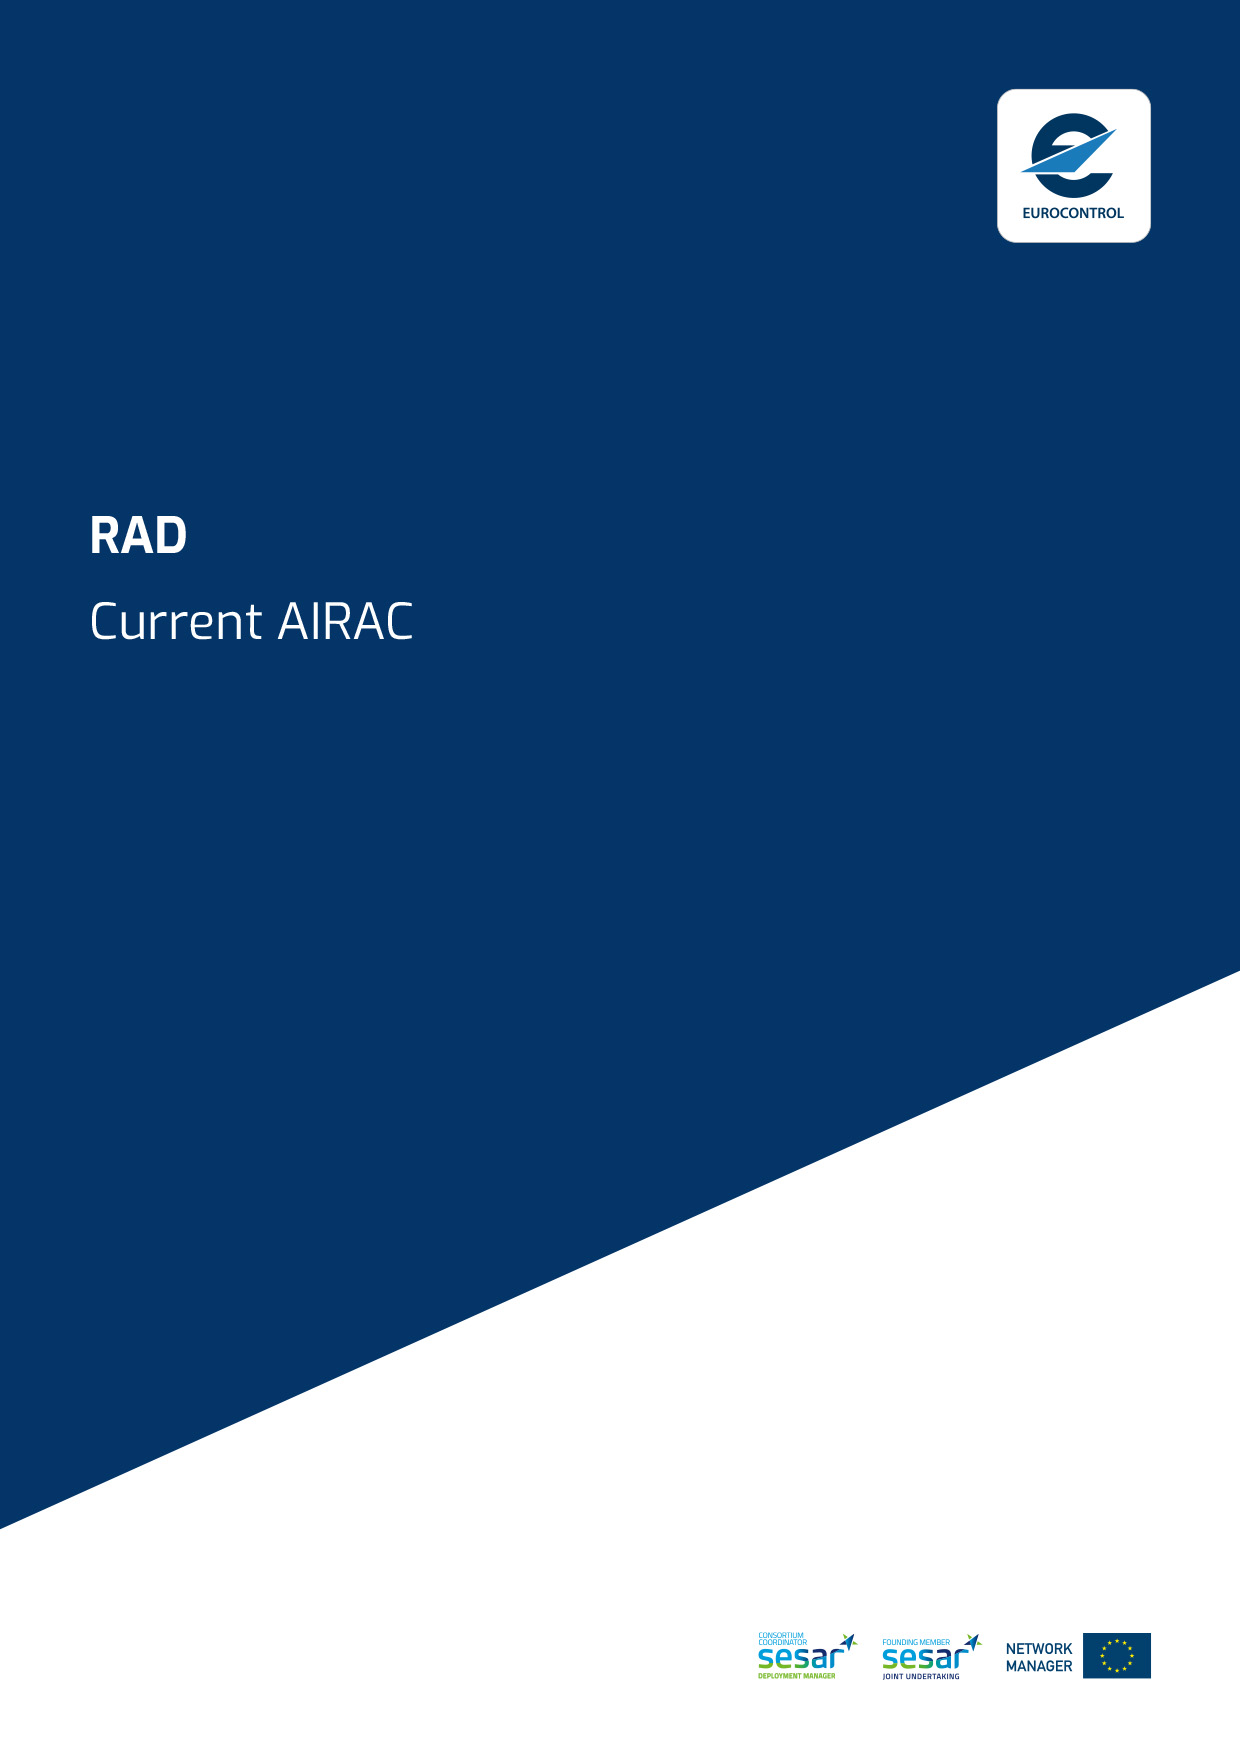 EUROCONTROL
RAD
Current AIRAC
CONSORTIUM
COORDINATOR
sesar
DEPLOYMENT MANAGER
FOUNDING MEMBER
sesar
JOINT UNDERTAKING
NETWORK
MANAGER